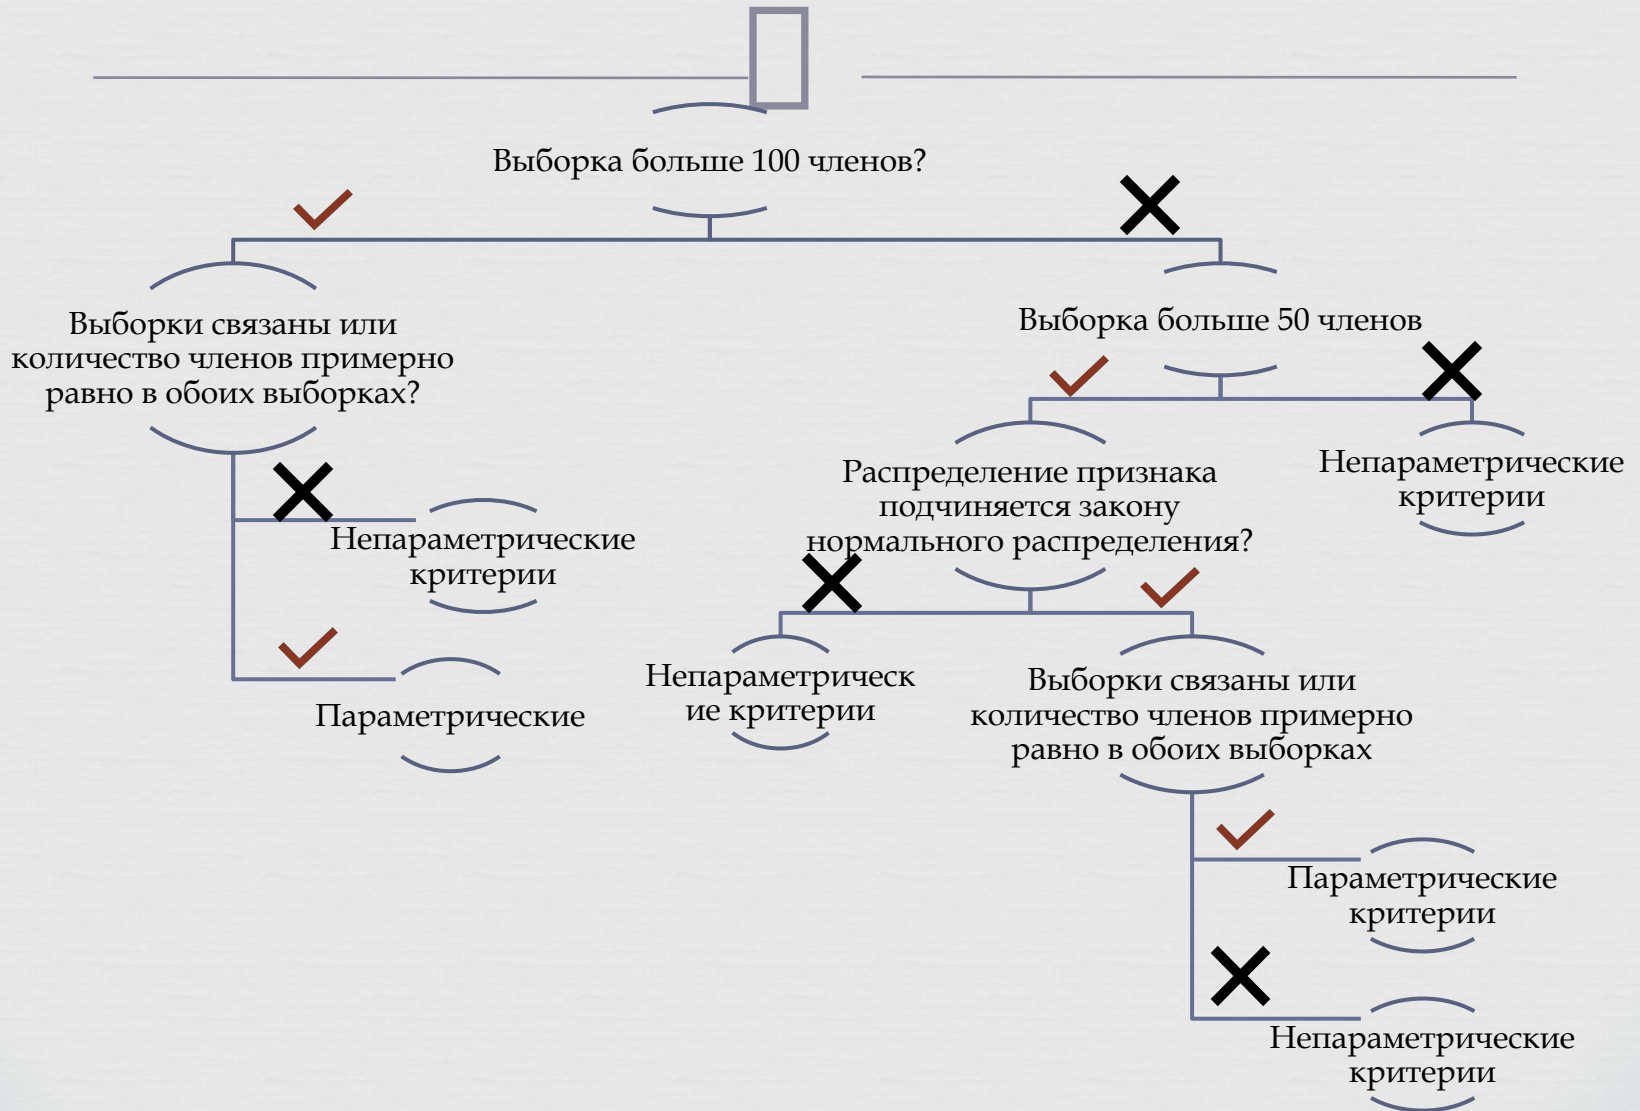 Выборка больше 100 членов?
Выборки связаны или
количество членов примерно
равно в обоих выборках?
Непараметрические
критерии
Параметрические
Выборка больше 50 членов
Распределение признака
подчиняется закону
нормального распределения?
Непараметрическ
ие критерии
Выборки связаны или
количество членов примерно
равно в обоих выборках
Параметрические
критерии
Непараметрические
критерии
Непараметрические
критерии